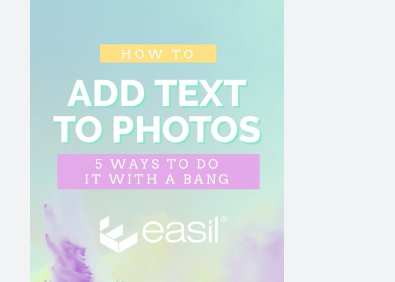 HOW TO
ADD TEXT
TO PHOTOS
5 WAYS TO DO
IT WITH A BANG
easil®